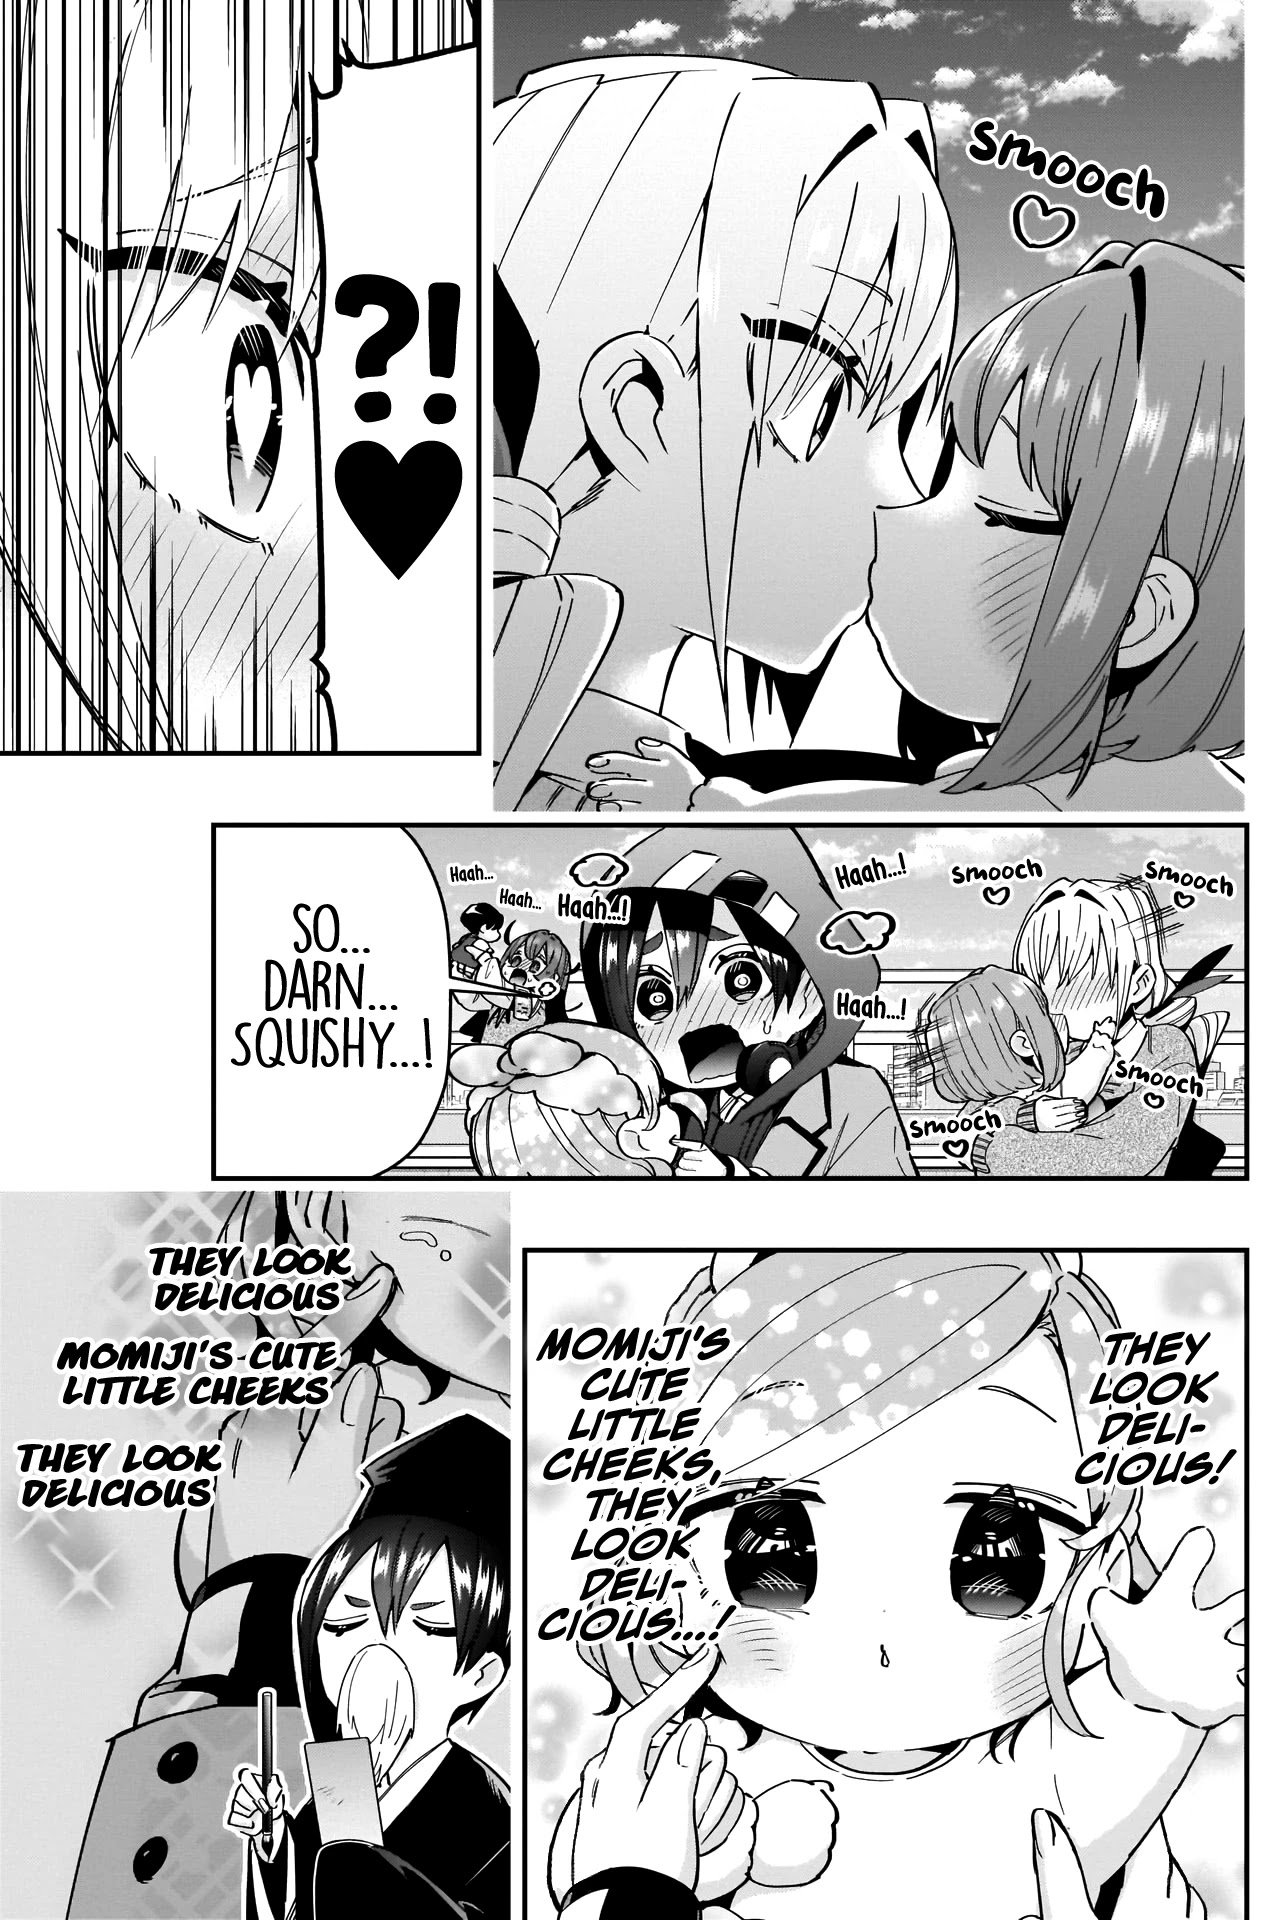 smooch
?!
Smooch
smooch
Haah...!
Haah...!
smooch
smooch
Haah...!
Haah...
Haah...
SO...
DARN...
SQUISHY...!
THEY
LOOK
DELI-
CIOUS!
MOMIJI'S
CUTE
LITTLE
CHEEKS,
THEY
LOOK
DELI-
CIOUS...!
THEY LOOK
DELICIOUS
MOMIJI'S CUTE
LITTLE CHEEKS
THEY LOOK
DELICIOUS